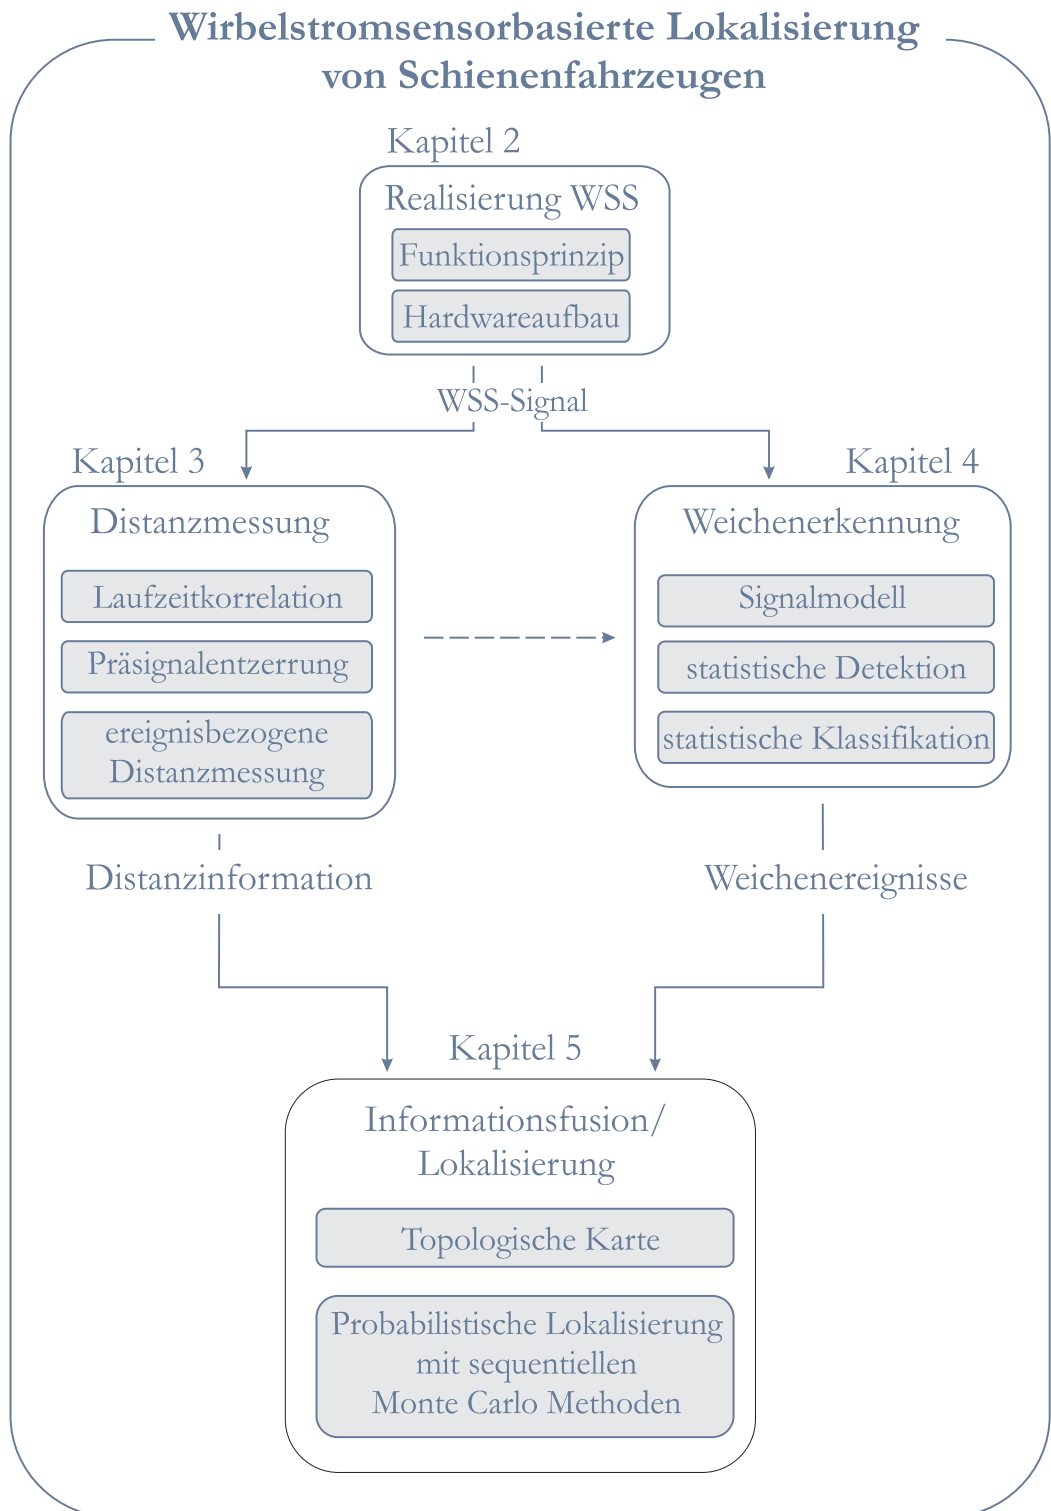 Wirbelstromsensorbasierte Lokalisierung
von Schienenfahrzeugen
Kapitel 2
Realisierung WSS
Funktionsprinzip
Hardwareaufbau
WSS-Signal
Kapitel 3
Distanzmessung
Laufzeitkorrelation
Präsignalentzerrung
ereignisbezogene
Distanzmessung
Kapitel 4
Weichenerkennung
Signalmodell
statistische Detektion
statistische Klassifikation
Distanzinformation
Weichenereignisse
Kapitel 5
Informationsfusion/
Lokalisierung
Topologische Karte
Probabilistische Lokalisierung
mit sequentiellen
Monte Carlo Methoden